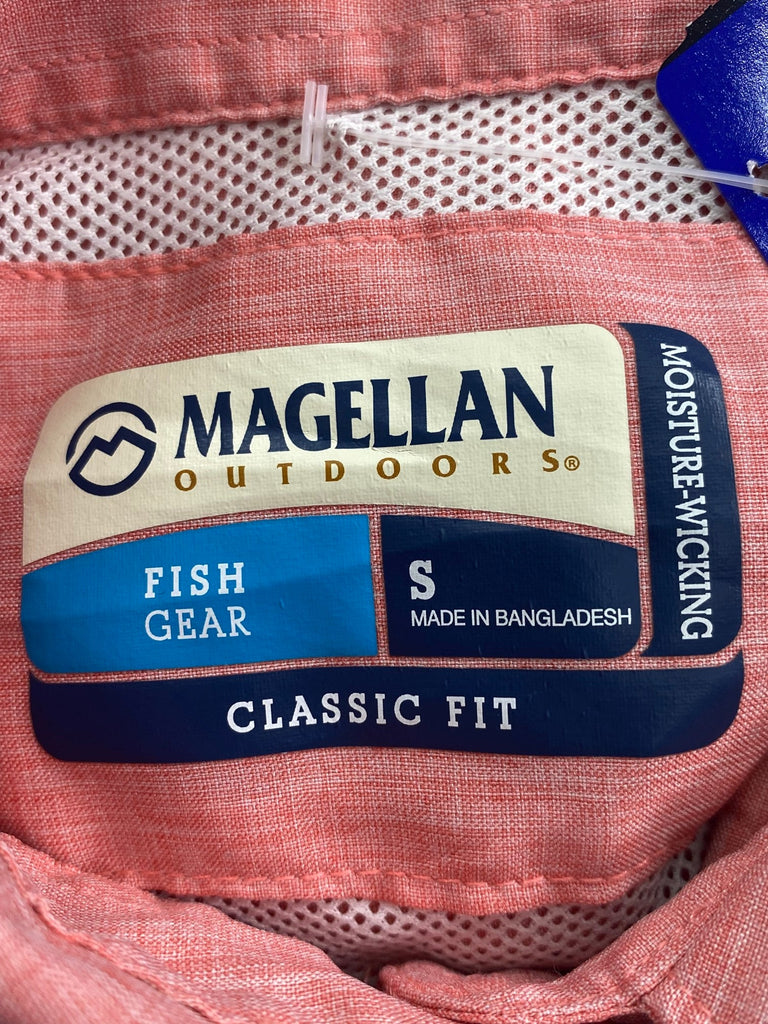 MAGELLAN
OUTDOORS®
FISH
GEAR
S
MADE IN BANGLADESH
MOISTURE-WICKING
CLASSIC FIT